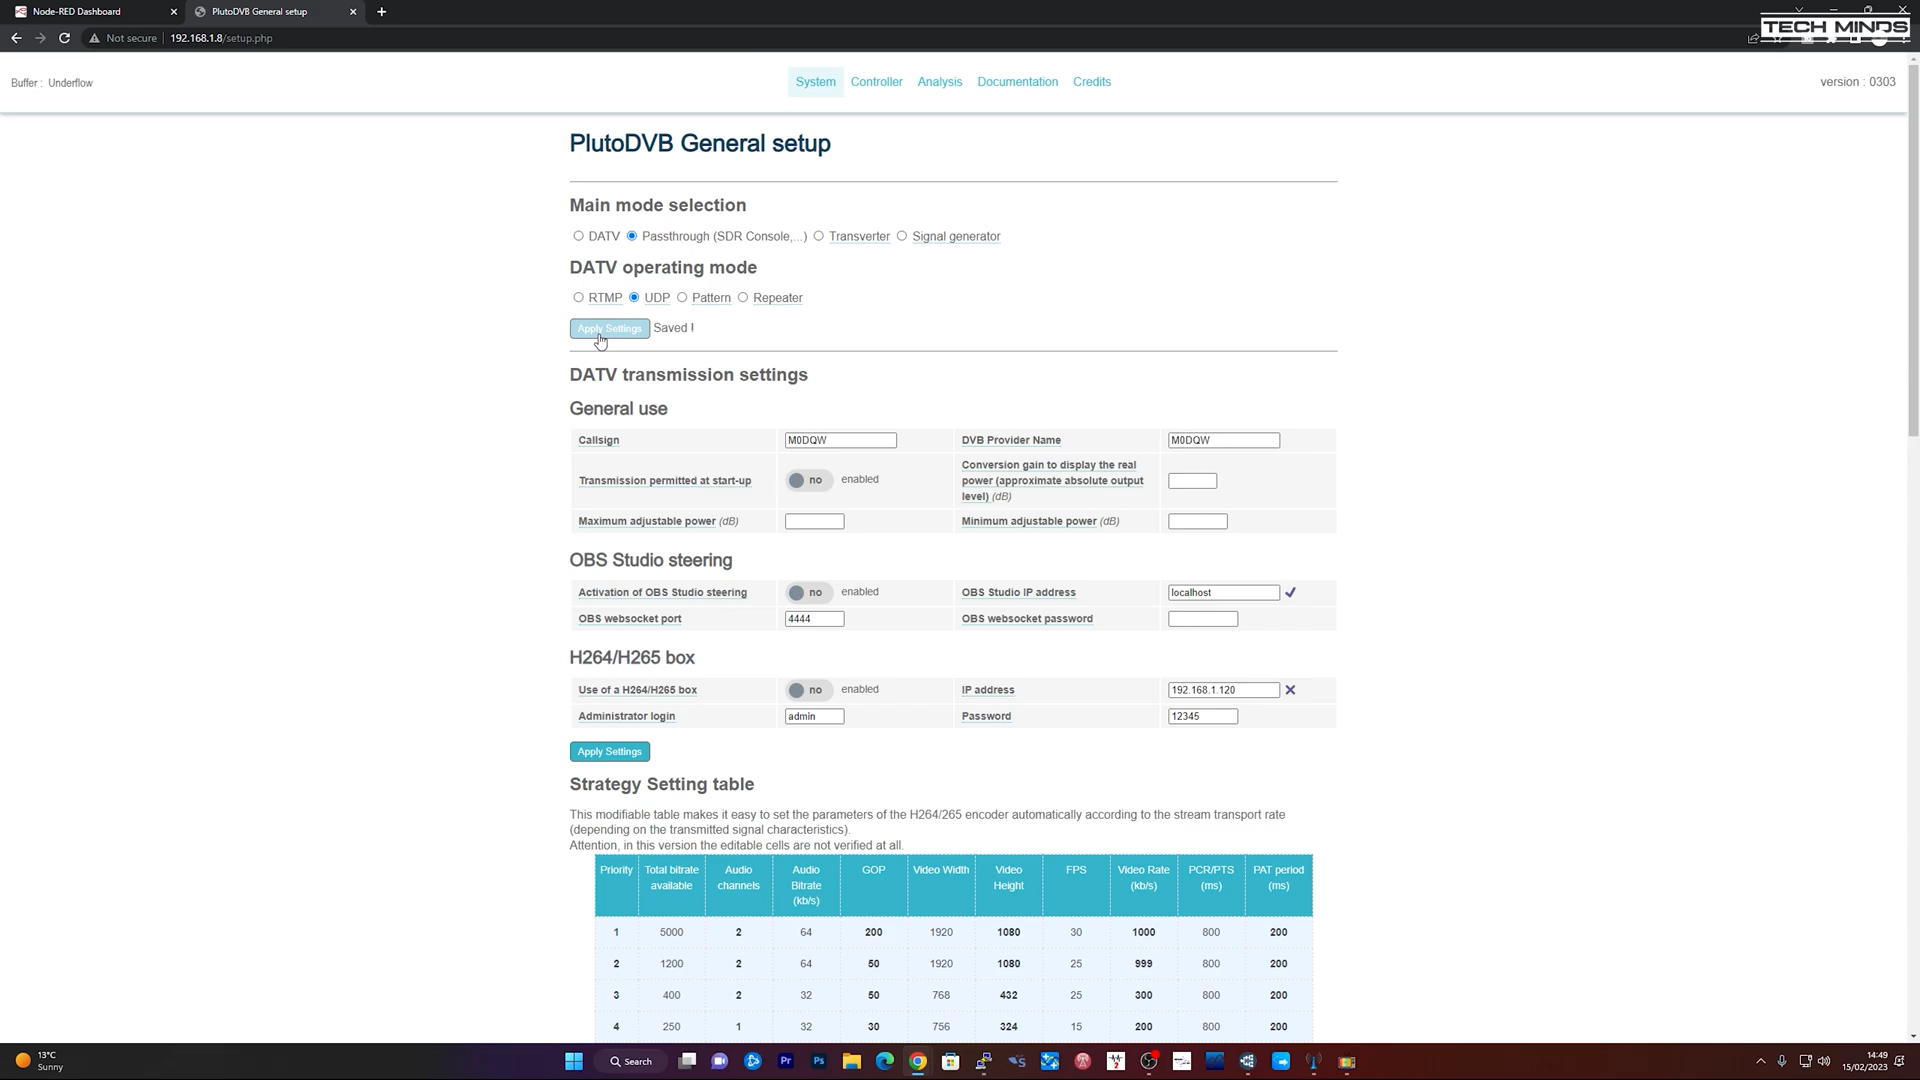 Node-RED Dashboard
PlutoDVB General setup
TECH MINDS
Not secure
192.168.1.8/setup.php
Buffer : Underflow
System Controller Analysis Documentation Credits
version : 0303
PlutoDVB General setup
Main mode selection
DATV Passthrough (SDR Console,...) Transverter Signal generator
DATV operating mode
RTMP UDP Pattern Repeater
Apply Settings Saved !
DATV transmission settings
General use
Callsign M0DQW DVB Provider Name M0DQW
Transmission permitted at start-up no enabled
Conversion gain to display the real
power (approximate absolute output
level) (dB)
Maximum adjustable power (dB) Minimum adjustable power (dB)
OBS Studio steering
Activation of OBS Studio steering no enabled OBS Studio IP address localhost
OBS websocket port 4444 OBS websocket password
H264/H265 box
Use of a H264/H265 box no enabled IP address 192.168.1.120
Administrator login admin Password 12345
Apply Settings
Strategy Setting table
This modifiable table makes it easy to set the parameters of the H264/265 encoder automatically according to the stream transport rate
(depending on the transmitted signal characteristics).
Attention, in this version the editable cells are not verified at all.
Priority Total bitrate available Audio channels Audio Bitrate (kb/s) GOP Video Width Video Height FPS Video Rate (kb/s) PCR/PTS (ms) PAT period (ms)
1 5000 2 64 200 1920 1080 30 1000 800 200
2 1200 2 64 50 1920 1080 25 999 800 200
3 400 2 32 50 768 432 25 300 800 200
4 250 1 32 30 756 324 15 200 800 200
13°C
Sunny
Search
Pr
Ps
14:49
15/02/2023